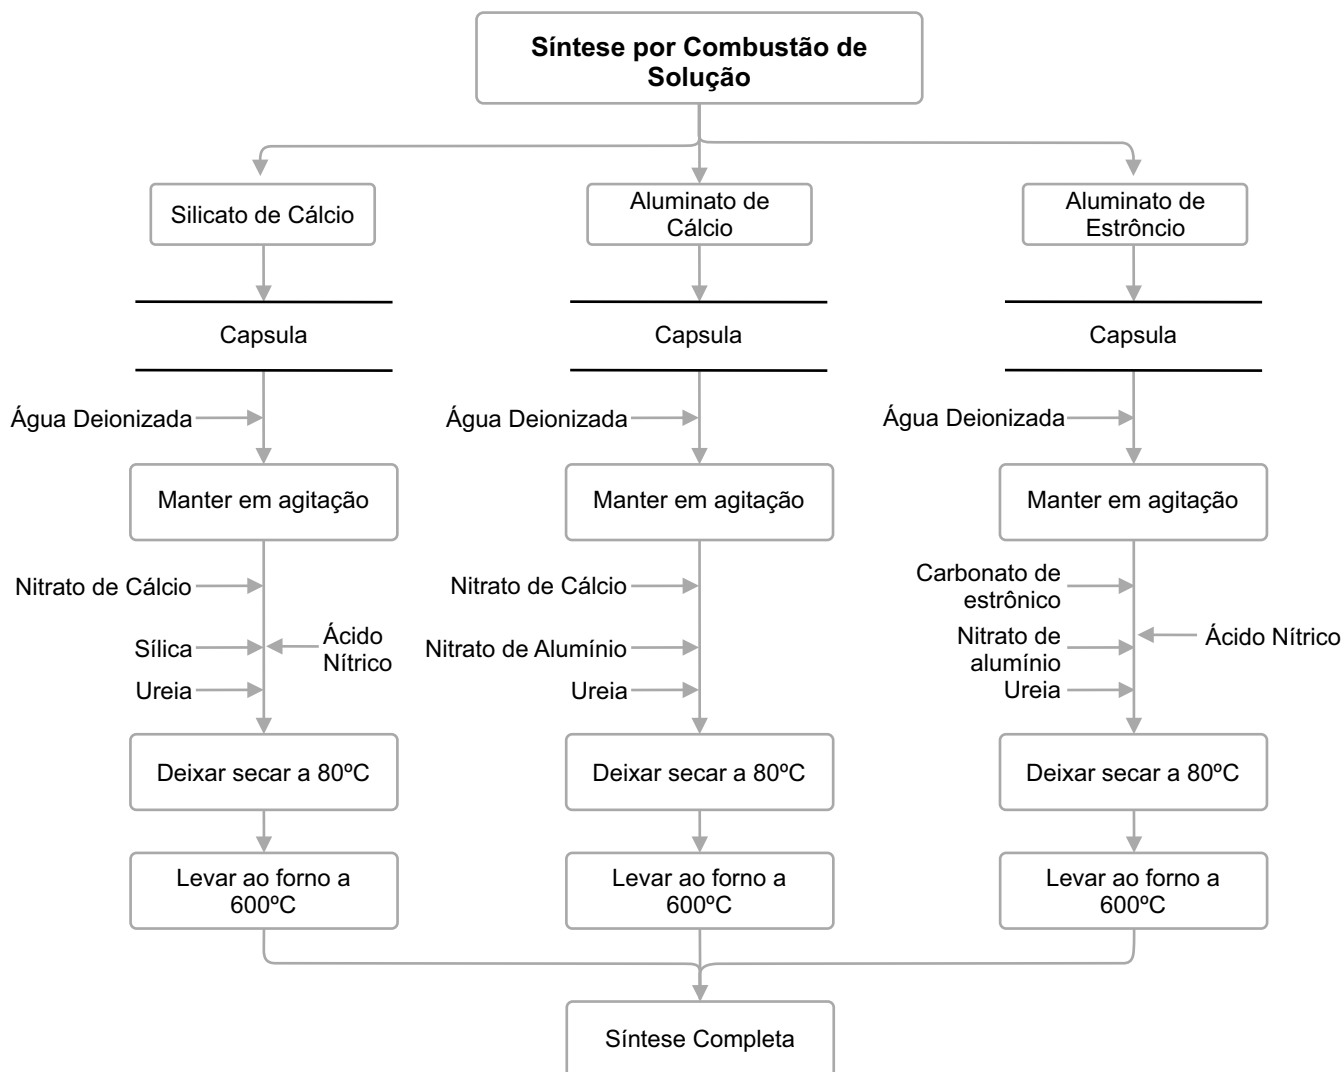 Síntese por Combustão de
Solução
Silicato de Cálcio
Aluminato de
Cálcio
Aluminato de
Estrôncio
Capsula
Capsula
Capsula
Água Deionizada
Água Deionizada
Água Deionizada
Manter em agitação
Manter em agitação
Manter em agitação
Nitrato de Cálcio
Sílica
Ácido
Nítrico
Ureia
Nitrato de Cálcio
Nitrato de Alumínio
Ureia
Carbonato de
estrônico
Nitrato de
alumínio
Ácido Nítrico
Ureia
Deixar secar a 80ºC
Deixar secar a 80ºC
Deixar secar a 80ºC
Levar ao forno a
600ºC
Levar ao forno a
600ºC
Levar ao forno a
600ºC
Síntese Completa